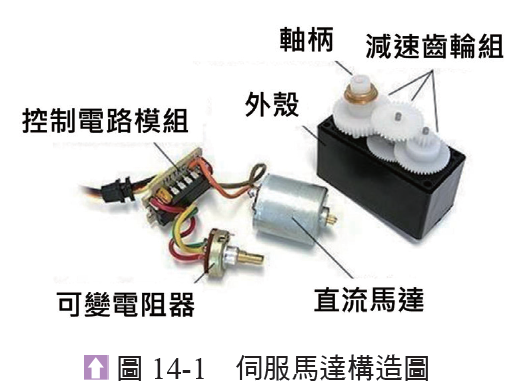 軸柄
減速齒輪組
外殼
控制電路模組
可變電阻器
直流馬達
圖 14-1 伺服馬達構造圖